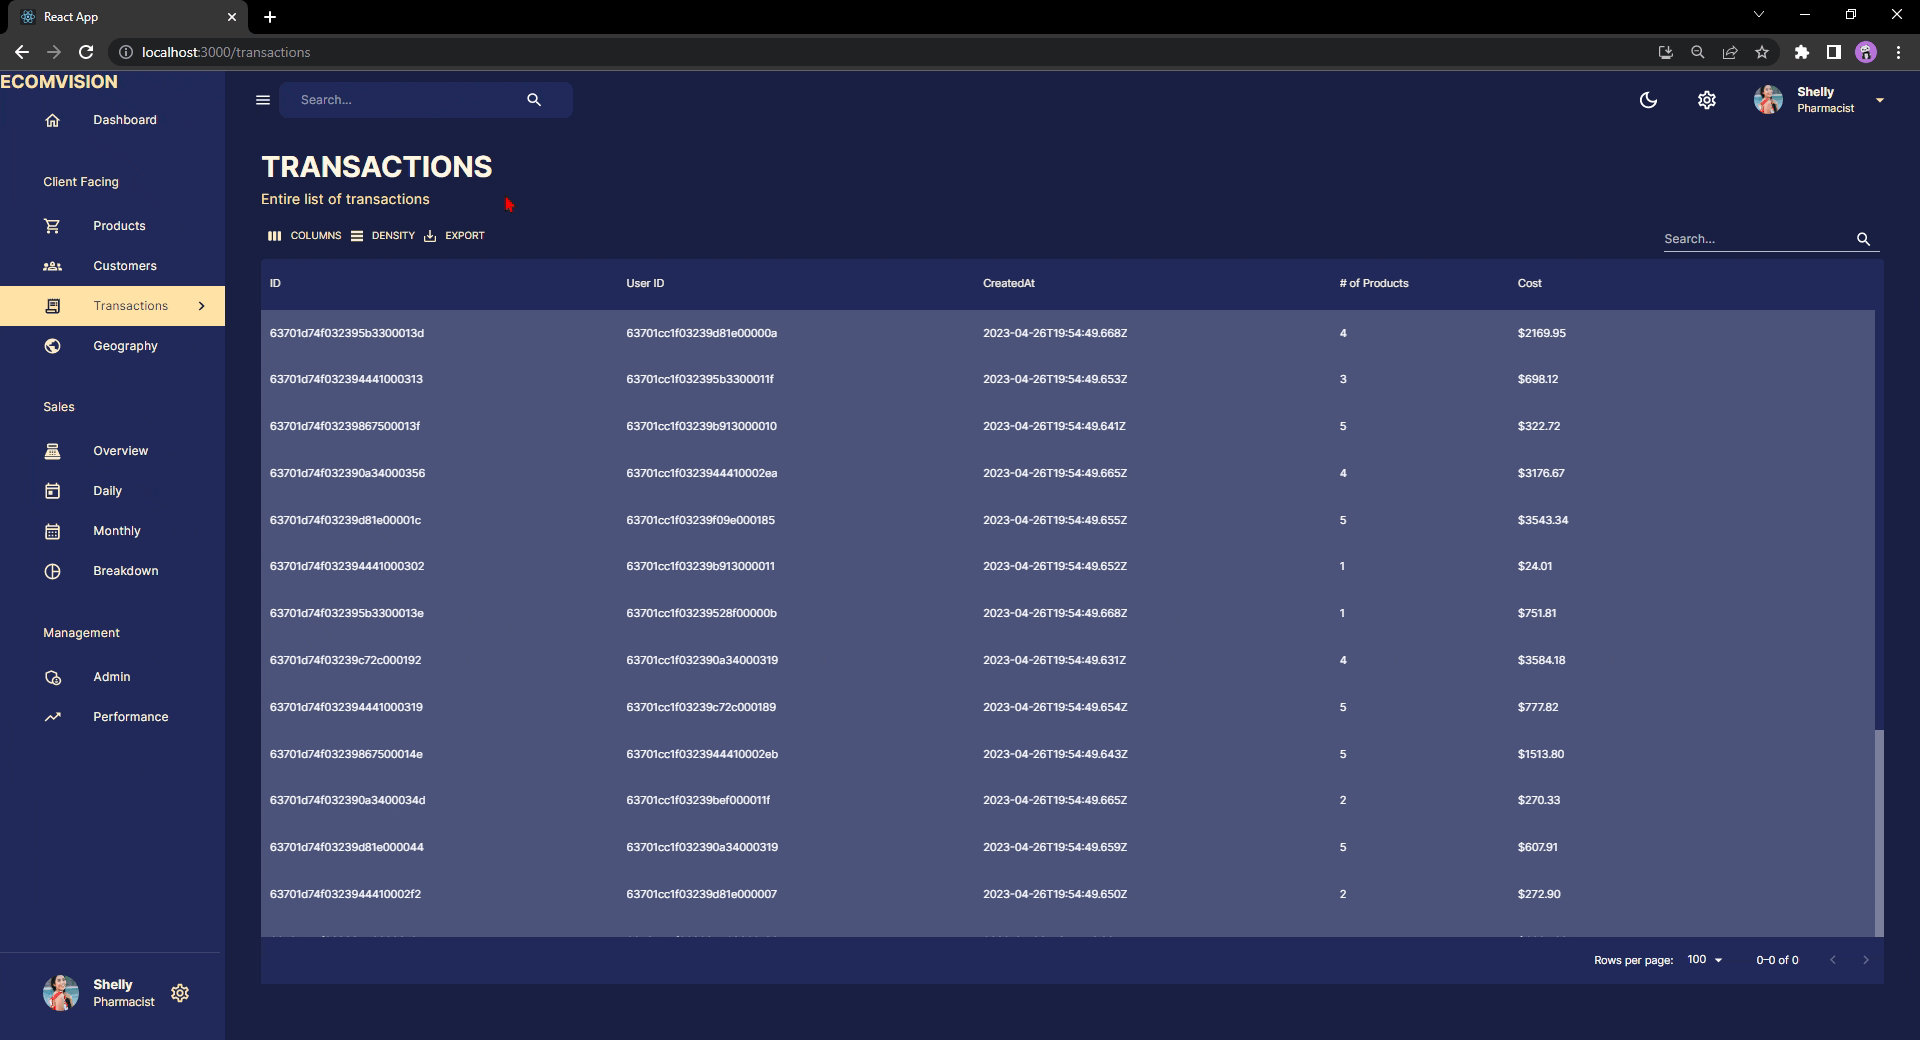 React App
localhost:3000/transactions
ECOMVISION
Dashboard
Client Facing
Products
Customers
Transactions
Geography
Sales
Overview
Daily
Monthly
Breakdown
Management
Admin
Performance
Shelly
Pharmacist
Search...
Shelly
Pharmacist
TRANSACTIONS
Entire list of transactions
COLUMNS DENSITY EXPORT
Search...
ID User ID CreatedAt # of Products Cost
63701d74f032395b3300013d 63701cc1f03239d81e00000a 2023-04-26T19:54:49.668Z 4 $2169.95
63701d74f032394441000313 63701cc1f032395b3300011f 2023-04-26T19:54:49.653Z 3 $698.12
63701d74f03239867500013f 63701cc1f03239b913000010 2023-04-26T19:54:49.641Z 5 $322.72
63701d74f032390a34000356 63701cc1f0323944410002ea 2023-04-26T19:54:49.665Z 4 $3176.67
63701d74f03239d81e00001c 63701cc1f03239f09e000185 2023-04-26T19:54:49.655Z 5 $3543.34
63701d74f032394441000302 63701cc1f03239b913000011 2023-04-26T19:54:49.652Z 1 $24.01
63701d74f032395b3300013e 63701cc1f03239528f00000b 2023-04-26T19:54:49.668Z 1 $751.81
63701d74f03239c72c000192 63701cc1f032390a34000319 2023-04-26T19:54:49.631Z 4 $3584.18
63701d74f032394441000319 63701cc1f03239c72c000189 2023-04-26T19:54:49.654Z 5 $777.82
63701d74f03239867500014e 63701cc1f0323944410002eb 2023-04-26T19:54:49.643Z 5 $1513.80
63701d74f032390a3400034d 63701cc1f03239bef000011f 2023-04-26T19:54:49.665Z 2 $270.33
63701d74f03239d81e000044 63701cc1f032390a34000319 2023-04-26T19:54:49.659Z 5 $607.91
63701d74f0323944410002f2 63701cc1f03239d81e000007 2023-04-26T19:54:49.650Z 2 $272.90
Rows per page: 100 0–0 of 0